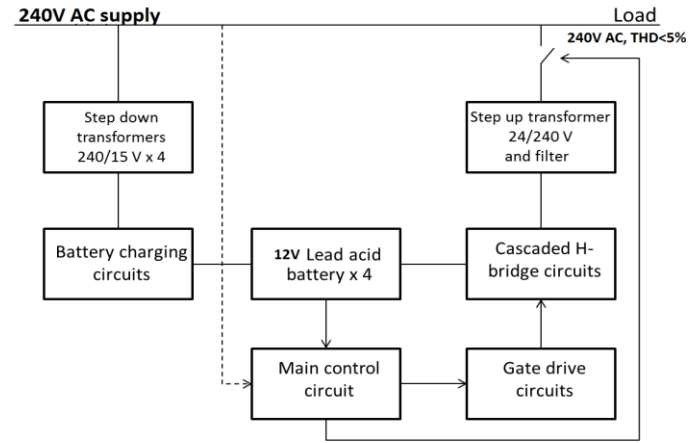 240V AC supply
Load
240V AC, THD<5%
Step down
transformers
240/15 V x 4
Step up transformer
24/240 V
and filter
Battery charging
circuits
12V Lead acid
battery x 4
Cascaded H-
bridge circuits
Main control
circuit
Gate drive
circuits